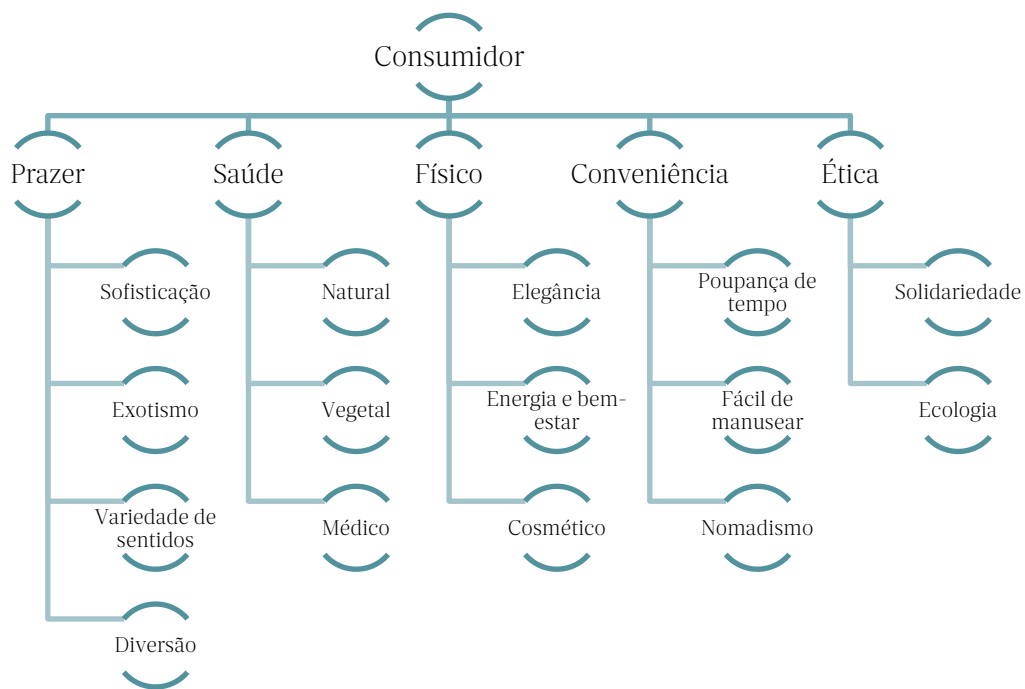 Consumidor
Prazer
Saúde
Físico
Conveniência
Ética
Sofisticação
Natural
Elegância
Poupança de
tempo
Solidariedade
Exotismo
Vegetal
Energia e bem-
estar
Fácil de
manusear
Ecologia
Variedade de
sentidos
Médico
Cosmético
Nomadismo
Diversão